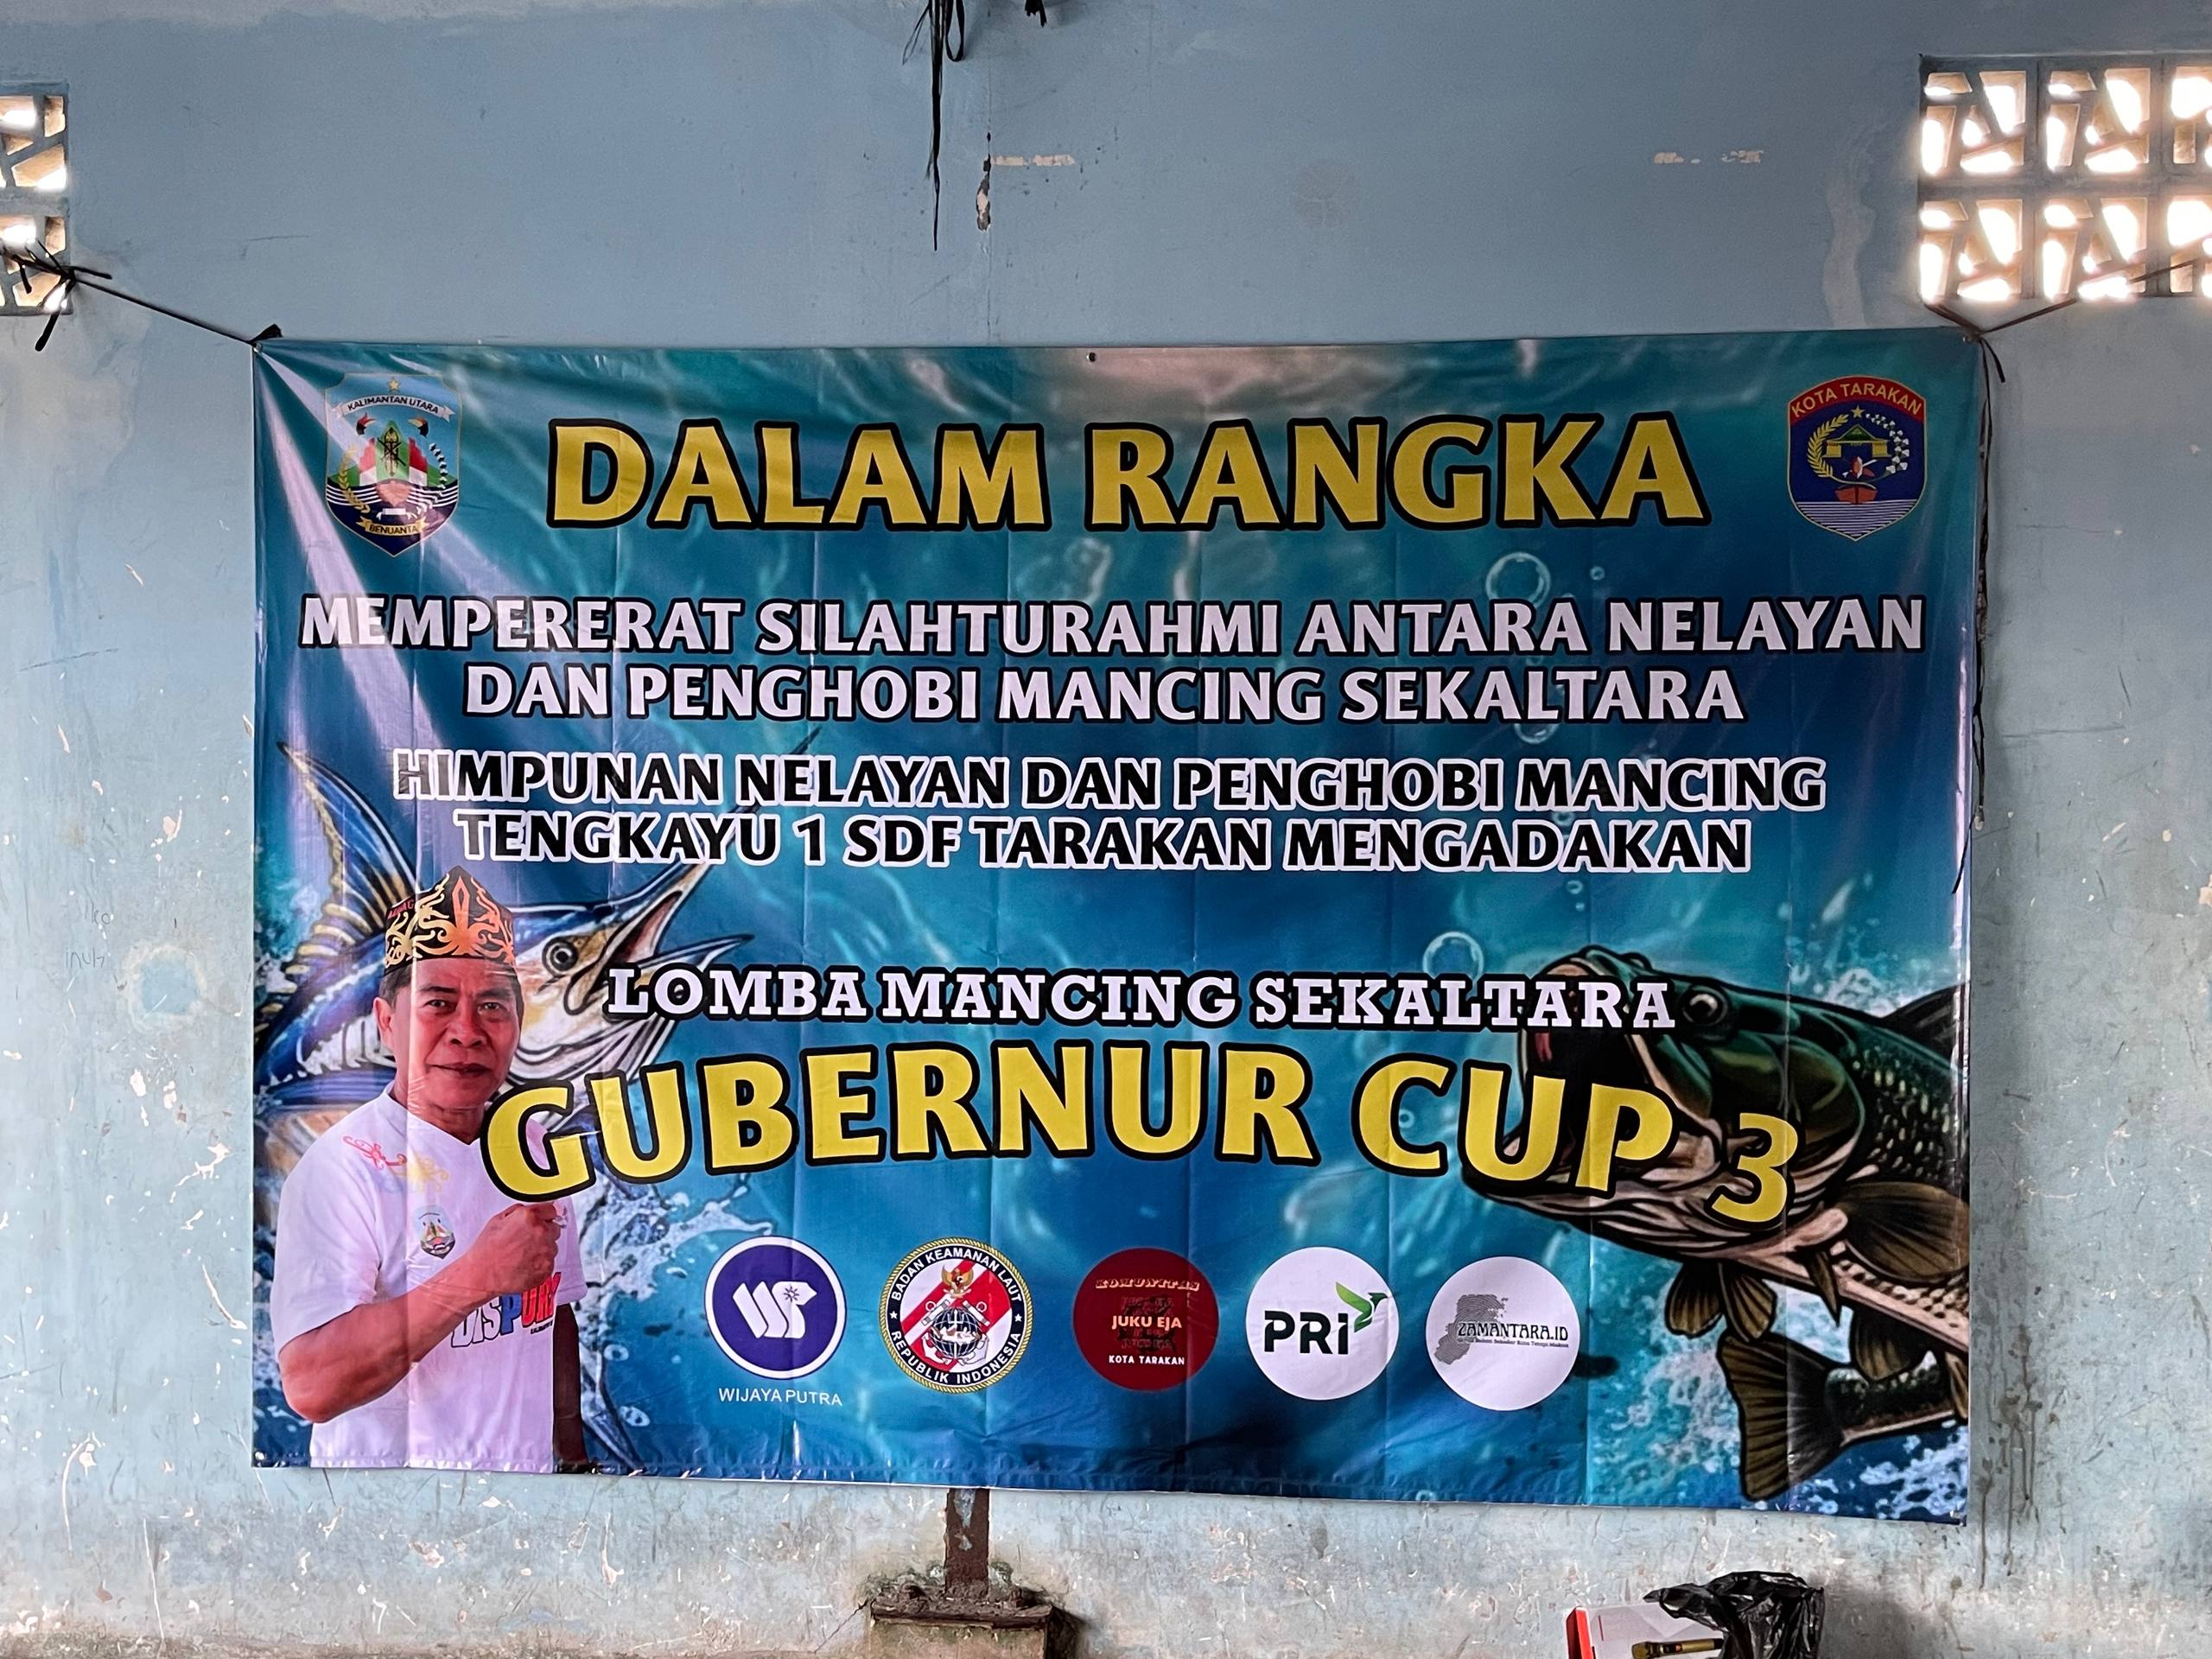 KALIMANTAN UTARA
BENUANTA
KOTA TARAKAN
DALAM RANGKA
MEMPERERAT SILAHTURAHMI ANTARA NELAYAN
DAN PENGHOBI MANCING SEKALTARA
HIMPUNAN NELAYAN DAN PENGHOBI MANCING
TENGKAYU 1 SDF TARAKAN MENGADAKAN
LOMBA MANCING SEKALTARA
GUBERNUR CUP 3
WIJAYA PUTRA
BADAN KEAMANAN LAUT
REPUBLIK INDONESIA
KOMUNITAS
JUKU EJA
KOTA TARAKAN
PRI
ZAMANTARA.ID